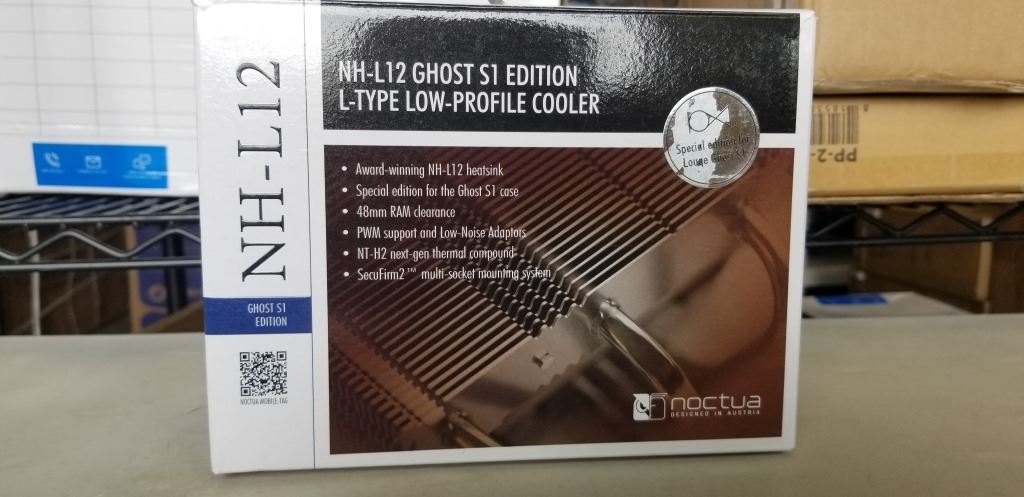 NH-L12 GHOST S1 EDITION
L-TYPE LOW-PROFILE COOLER
Special edition for
Louqe Ghost S1
• Award-winning NH-L12 heatsink
• Special edition for the Ghost S1 case
• 48mm RAM clearance
• PWM support and Low-Noise Adaptors
• NT-H2 next-gen thermal compound
• SecuFirm2™ multi-socket mounting system
noctua
DESIGNED IN AUSTRIA
NH-L12
GHOST S1
EDITION
NOCTUA MOBILE-TAG
PP-2-